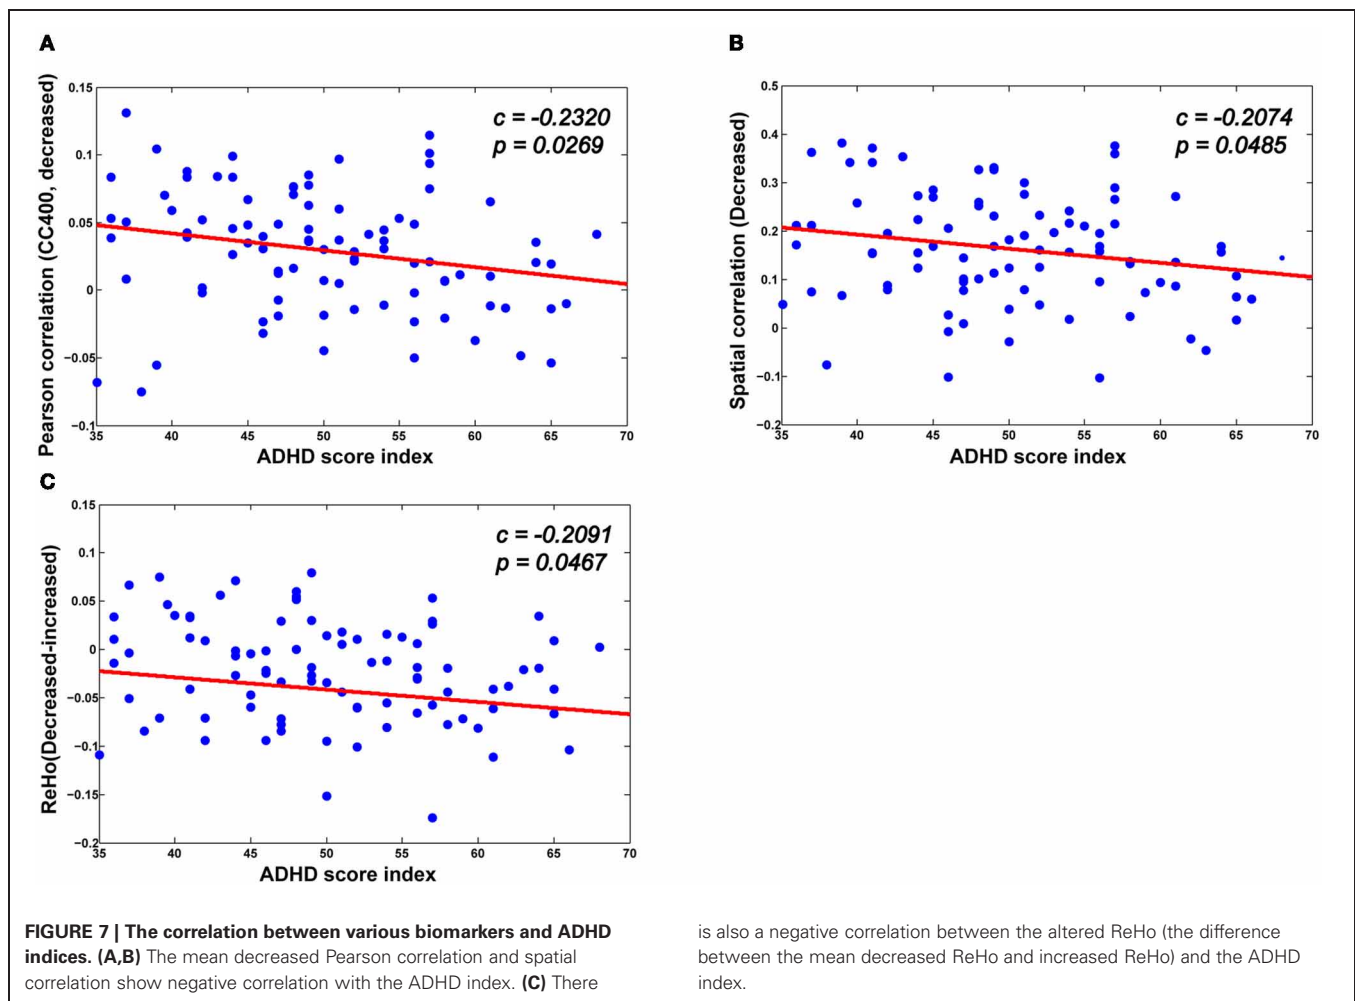 A
Pearson correlation (CC400, decreased)
0.15
0.1
0.05
0
−0.05
−0.1
c = -0.2320
p = 0.0269
35 40 45 50 55 60 65 70
ADHD score index
B
Spatial correlation (Decreased)
0.5
0.4
0.3
0.2
0.1
0
−0.1
−0.2
c = -0.2074
p = 0.0485
35 40 45 50 55 60 65 70
ADHD score index
C
ReHo(Decreased-increased)
0.15
0.1
0.05
0
−0.05
−0.1
−0.15
−0.2
c = -0.2091
p = 0.0467
35 40 45 50 55 60 65 70
ADHD score index
FIGURE 7 | The correlation between various biomarkers and ADHD
indices. (A,B) The mean decreased Pearson correlation and spatial
correlation show negative correlation with the ADHD index. (C) There
is also a negative correlation between the altered ReHo (the difference
between the mean decreased ReHo and increased ReHo) and the ADHD
index.